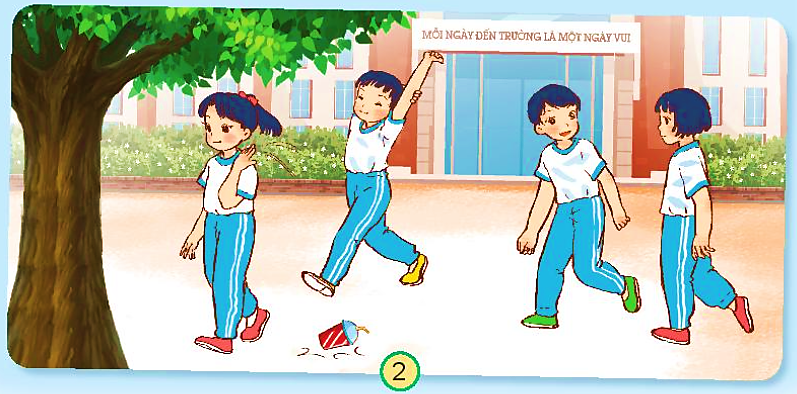 MỖI NGÀY ĐẾN TRƯỜNG LÀ MỘT NGÀY VUI
2